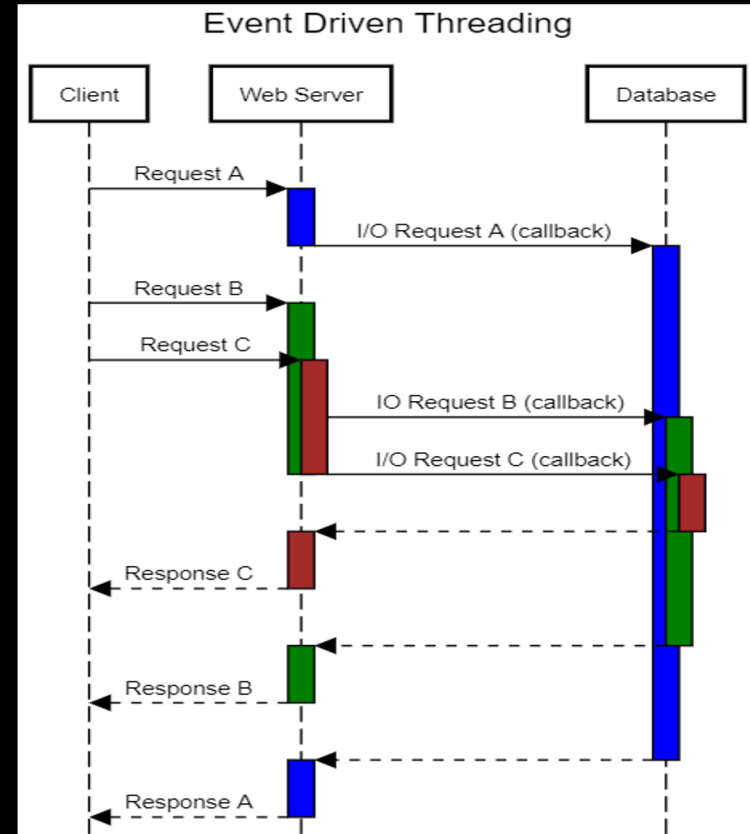 Event Driven Threading
Client
Web Server
Database
Request A
I/O Request A (callback)
Request B
Request C
IO Request B (callback)
I/O Request C (callback)
Response C
Response B
Response A